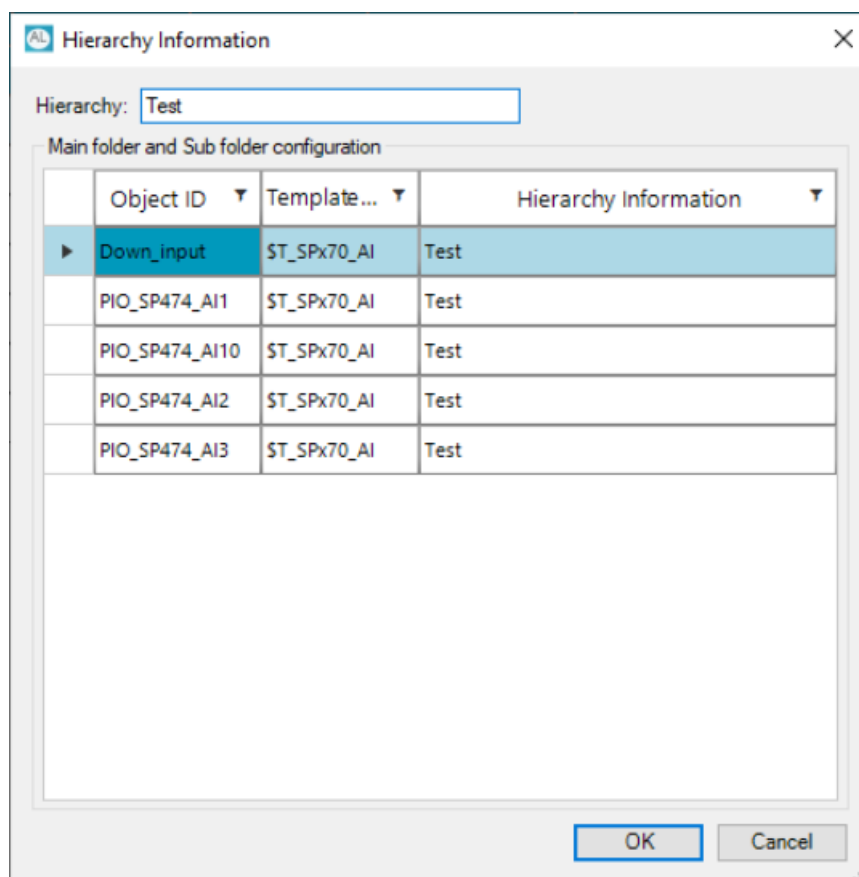 AL Hierarchy Information
Hierarchy: Test
Main folder and Sub folder configuration
Object ID Template... Hierarchy Information
Down_input $T_SPx70_AI Test
PIO_SP474_AI1 $T_SPx70_AI Test
PIO_SP474_AI10 $T_SPx70_AI Test
PIO_SP474_AI2 $T_SPx70_AI Test
PIO_SP474_AI3 $T_SPx70_AI Test
OK Cancel